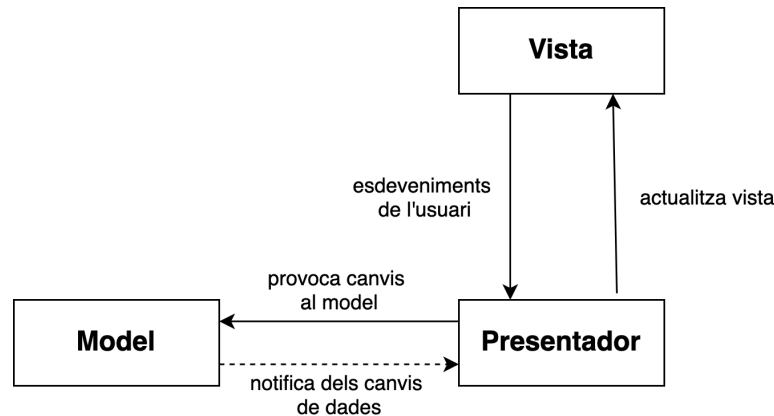 Vista
esdeveniments
de l'usuari
actualitza vista
provoca canvis
al model
Model
Presentador
notifica dels canvis
de dades